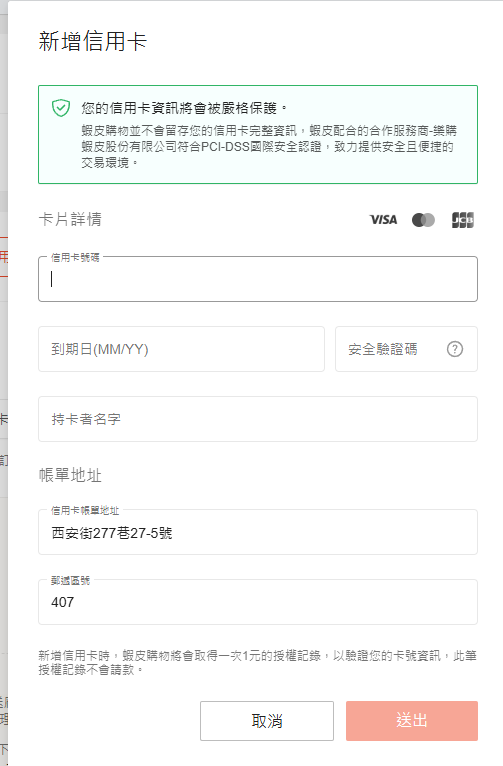 新增信用卡
您的信用卡資訊將會被嚴格保護。
蝦皮購物並不會留存您的信用卡完整資訊，蝦皮配合的合作服務商-樂購
蝦皮股份有限公司符合PCI-DSS國際安全認證，致力提供安全且便捷的
交易環境。
卡片詳情
VISA
JCB
信用卡號碼
到期日(MM/YY)
安全驗證碼
?
持卡者名字
帳單地址
信用卡帳單地址
西安街277巷27-5號
郵遞區號
407
新增信用卡時，蝦皮購物將會取得一次1元的授權記錄，以驗證您的卡號資訊，此筆
授權記錄不會請款。
取消
送出